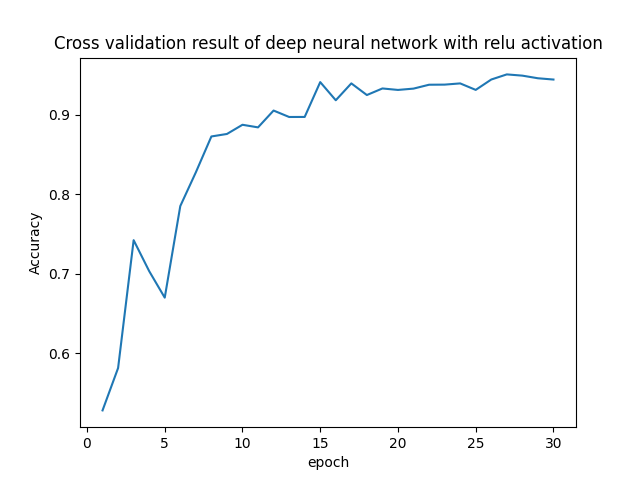 Cross validation result of deep neural network with relu activation
0.9
0.8
0.7
0.6
Accuracy
0 5 10 15 20 25 30
epoch